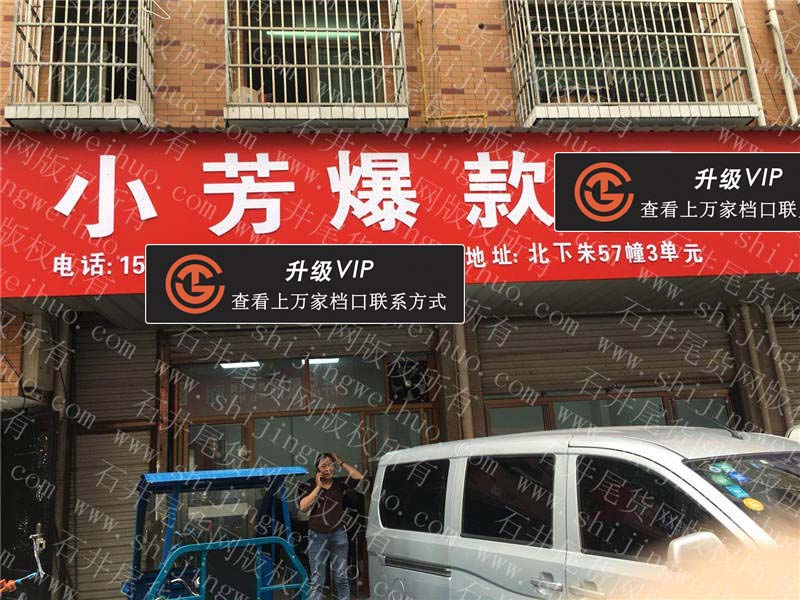 小芳爆款
升级VIP
查看上万家档口联
电话:15
地址:北下朱57幢3单元
升级VIP
查看上万家档口联系方式
石井尾货网版权所有
www.shijingweihuo.com